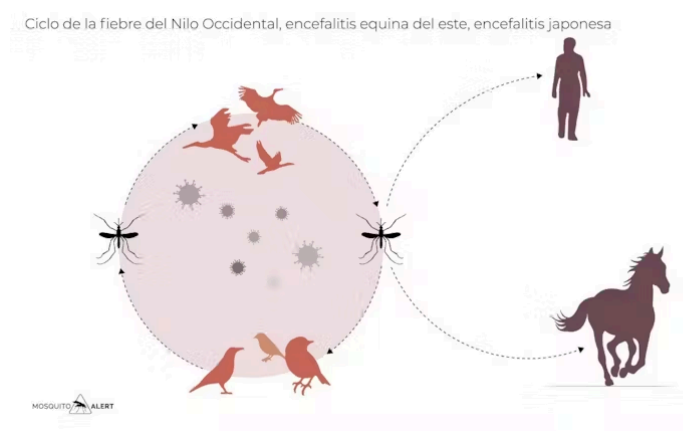 Ciclo de la fiebre del Nilo Occidental, encefalitis equina del este, encefalitis japonesa
MOSQUITO ALERT